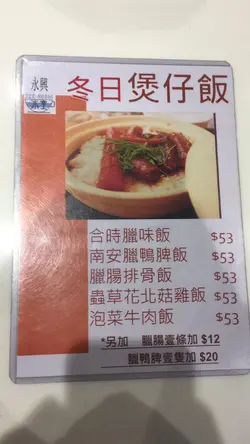 永興
冬日煲仔飯
合時臘味飯 $53
南安臘鴨脾飯 $53
臘腸排骨飯 $53
蟲草花北菇雞飯 $53
泡菜牛肉飯 $53
*另加 臘腸壹條加 $12
臘鴨脾壹隻加 $20